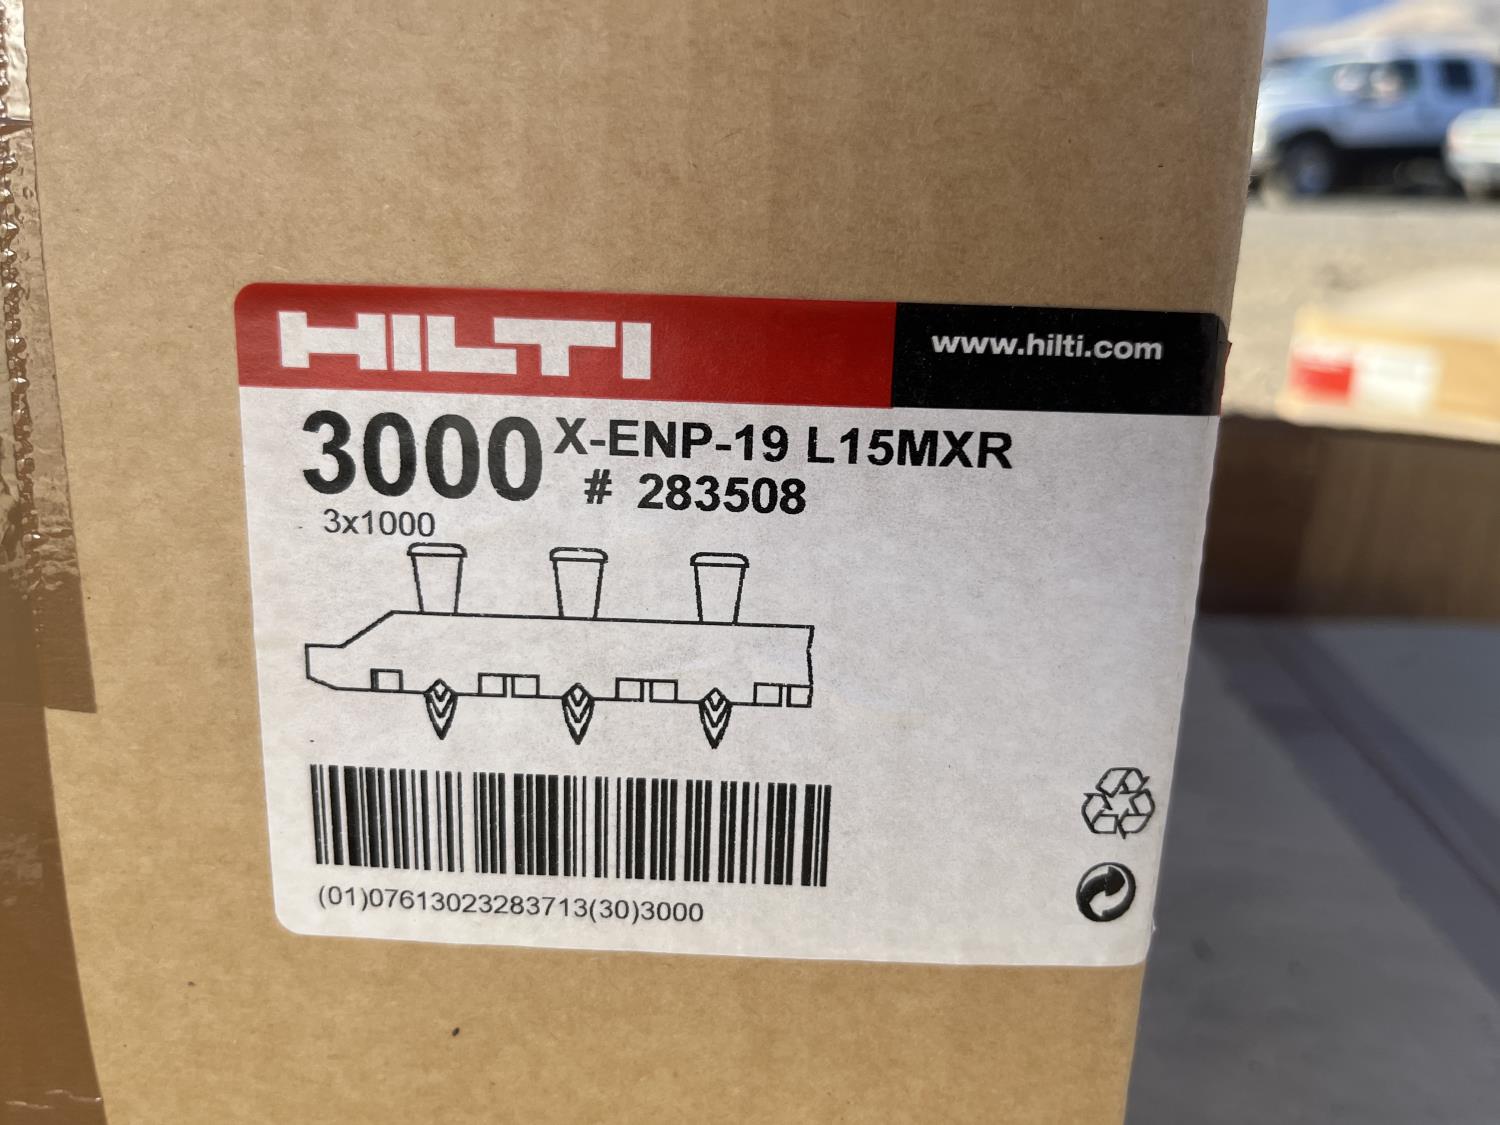 HILTI
www.hilti.com
3000 X-ENP-19 L15MXR
# 283508
3x1000
(01)07613023283713(30)3000